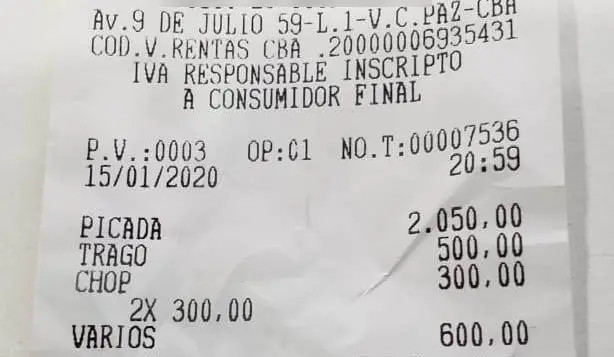 Av.9 DE JULIO 59-L.1-V.C.PAZ-CBA
COD.V.RENTAS CBA .20000006935431
IVA RESPONSABLE INSCRIPTO
A CONSUMIDOR FINAL
P.V.:0003 OP:C1 NO.T:00007536
15/01/2020 20:59
PICADA 2.050,00
TRAGO 500,00
CHOP 300,00
2X 300,00
VARIOS 600,00